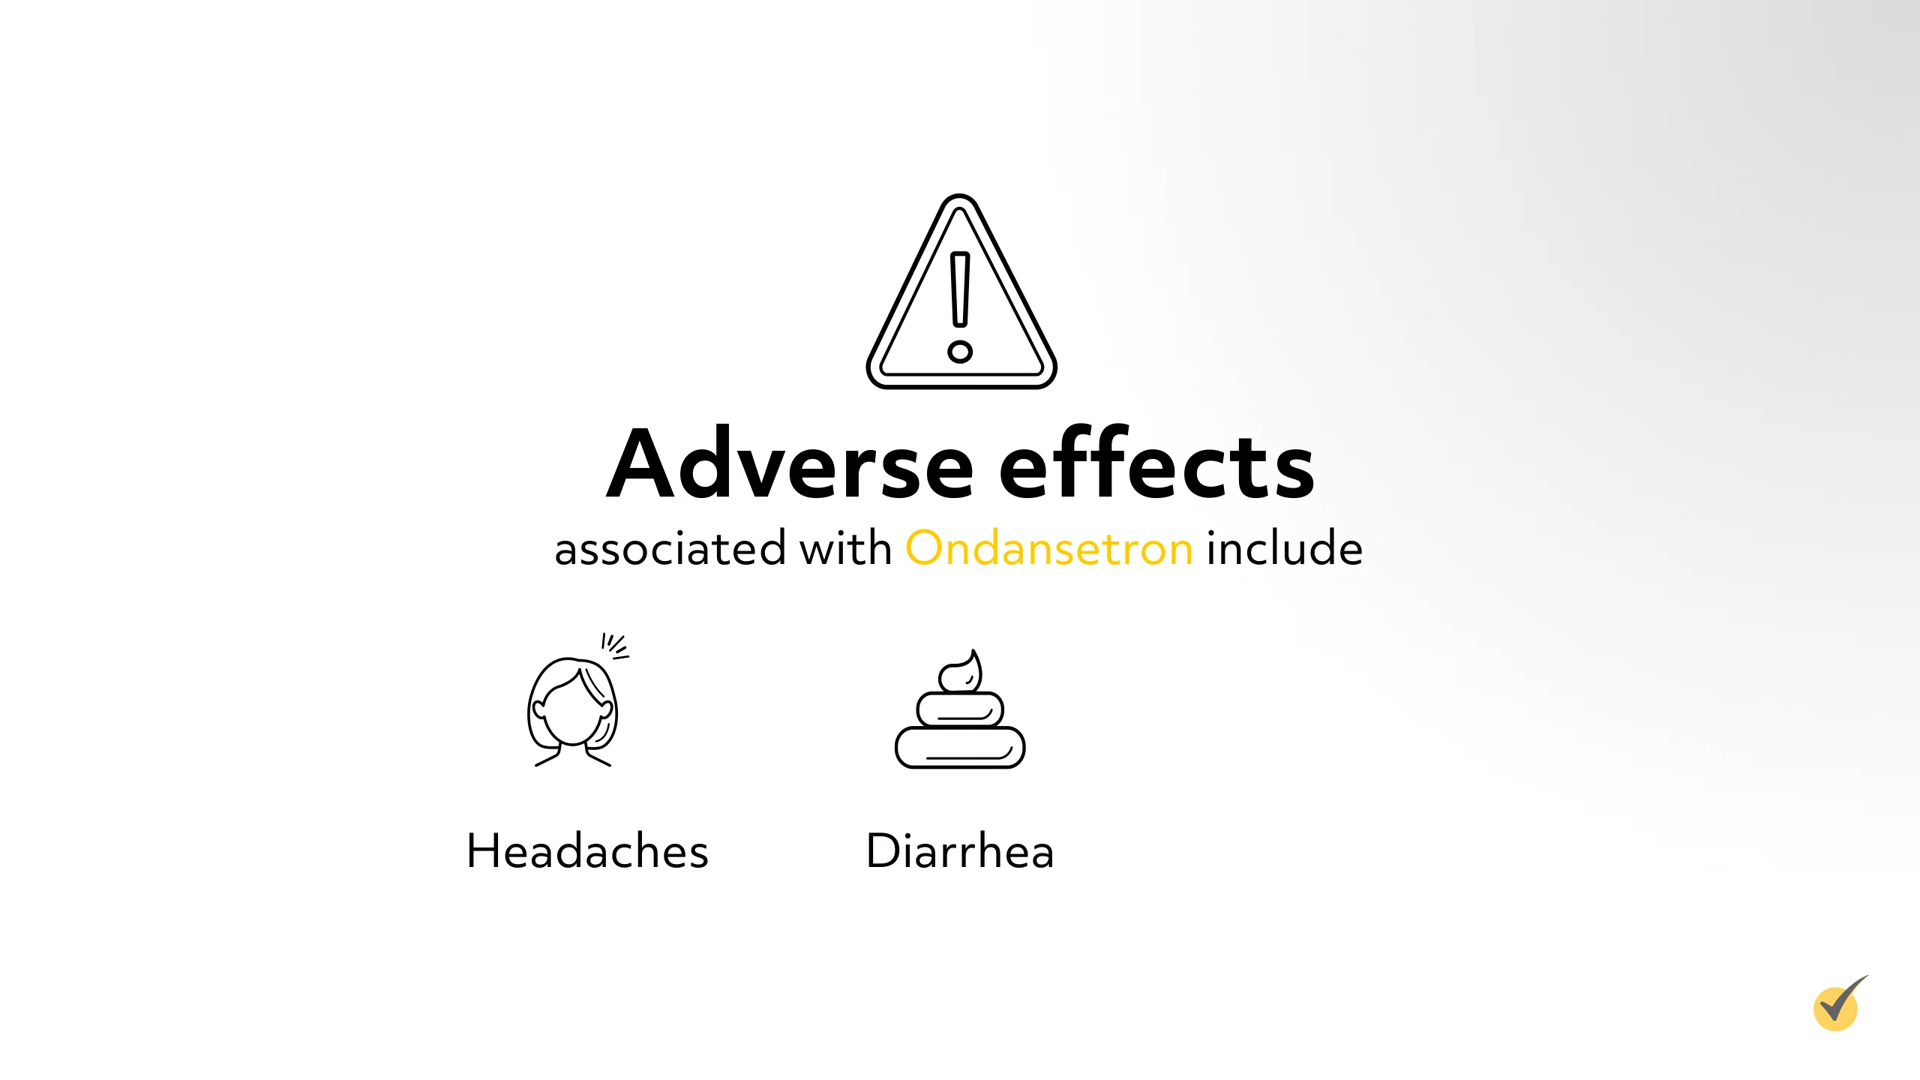 Adverse effects
associated with Ondansetron include
Headaches
Diarrhea